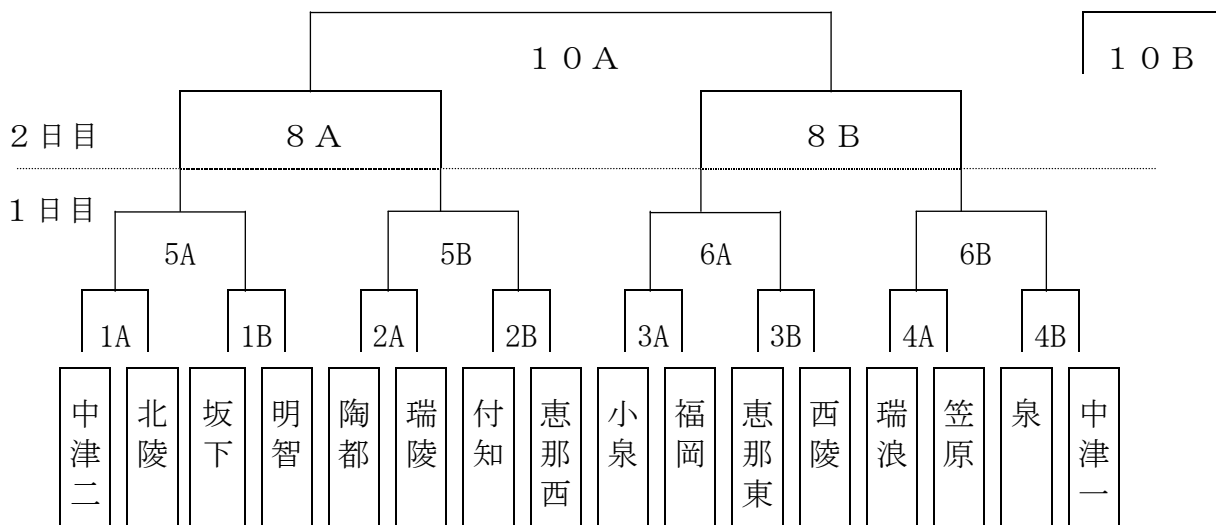 １０Ａ
１０Ｂ
８Ａ
８Ｂ
２日目
１日目
5A
5B
6A
6B
1A
1B
2A
2B
3A
3B
4A
4B
中津二
北陵
坂下
明智
陶都
瑞陵
付知
恵那西
小泉
福岡
恵那東
西陵
瑞浪
笠原
泉
中津一